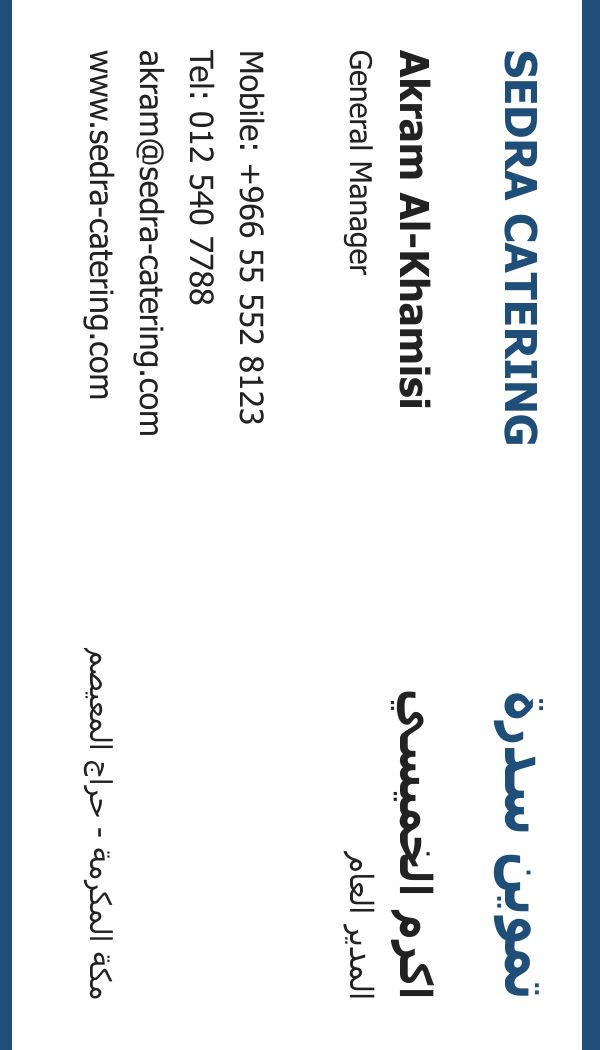 SEDRA CATERING
Akram Al-Khamisi
General Manager
Mobile: +966 55 552 8123
Tel: 012 540 7788
akram@sedra-catering.com
www.sedra-catering.com
تموين سدرة
اكرم الخميسي
المدير العام
مكة المكرمة - حراج المعيصم